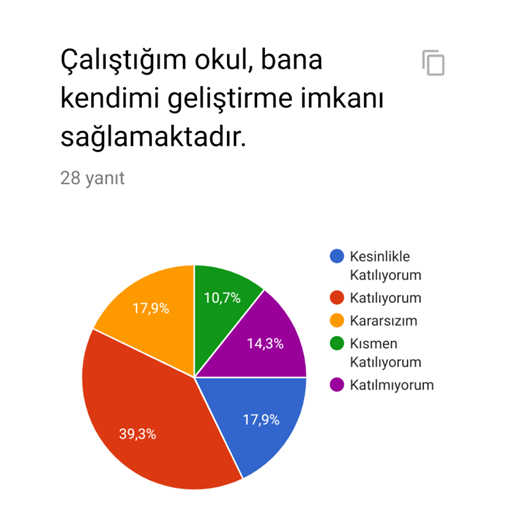 Çalıştığım okul, bana
kendimi geliştirme imkanı
sağlamaktadır.
28 yanıt
Kesinlikle
Katılıyorum
Katılıyorum
Kararsızım
Kısmen
Katılıyorum
Katılmıyorum
10,7%
17,9%
14,3%
17,9%
39,3%